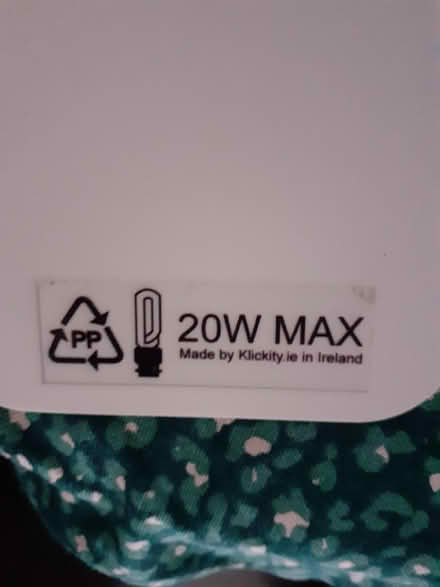 PP
20W MAX
Made by Klickity.ie in Ireland